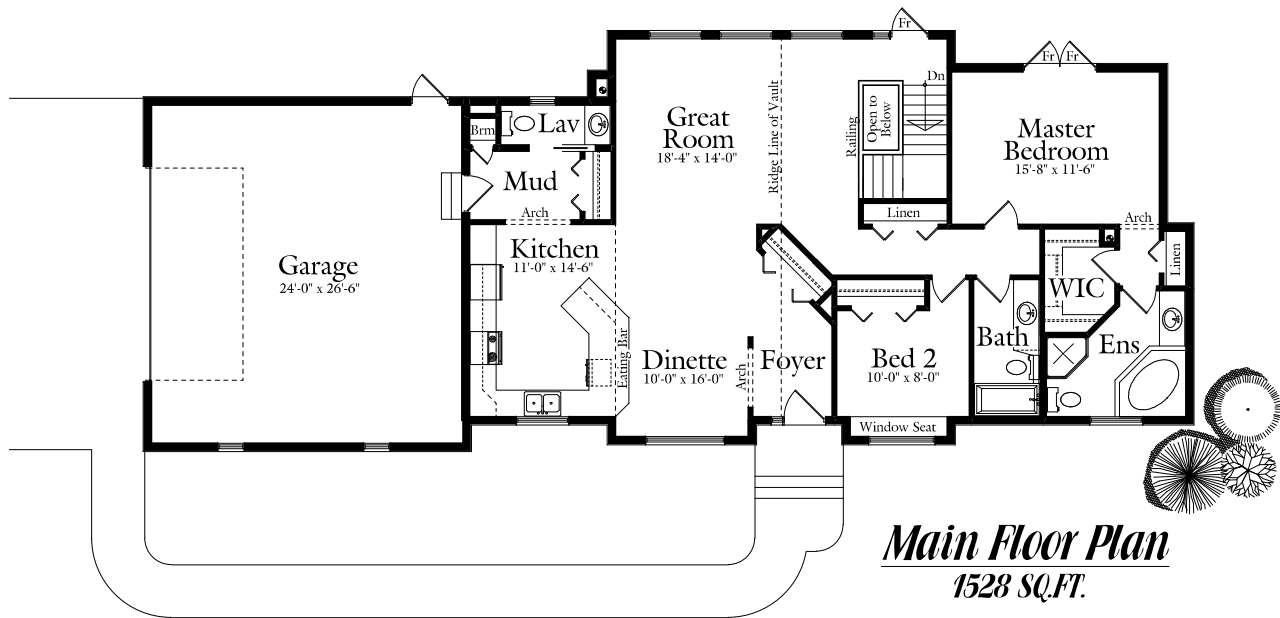 Fr
Fr Fr
Dn
Great
Room
18'-4" x 14'-0"
Ridge Line of Vault
Railing
Open to
Below
Master
Bedroom
15'-8" x 11'-6"
Brm
Lav
Mud
Arch
Linen
Arch
Linen
Kitchen
11'-0" x 14'-6"
Garage
24'-0" x 26'-6"
WIC
Eating Bar
Dinette
10'-0" x 16'-0"
Arch
Foyer
Bed 2
10'-0" x 8'-0"
Bath
Ens
Window Seat
Main Floor Plan
1528 SQ.FT.